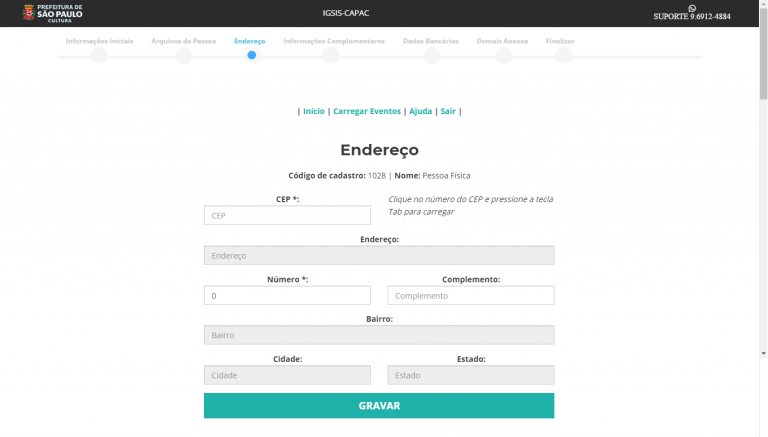 PREFEITURA DE
SÃO PAULO
CULTURA
IGSIS-CAPAC
SUPORTE 9.6912-4884
Informações Iniciais
Arquivos da Pessoa
Endereço
Informações Complementares
Dados Bancários
Demais Anexos
Finalizar
| Início | Carregar Eventos | Ajuda | Sair |
Endereço
Código de cadastro: 1028 | Nome: Pessoa Física
CEP *:
CEP
Clique no número do CEP e pressione a tecla
Tab para carregar
Endereço:
Endereço
Número *:
Complemento:
0
Complemento
Bairro:
Bairro
Cidade:
Estado:
Cidade
Estado
GRAVAR